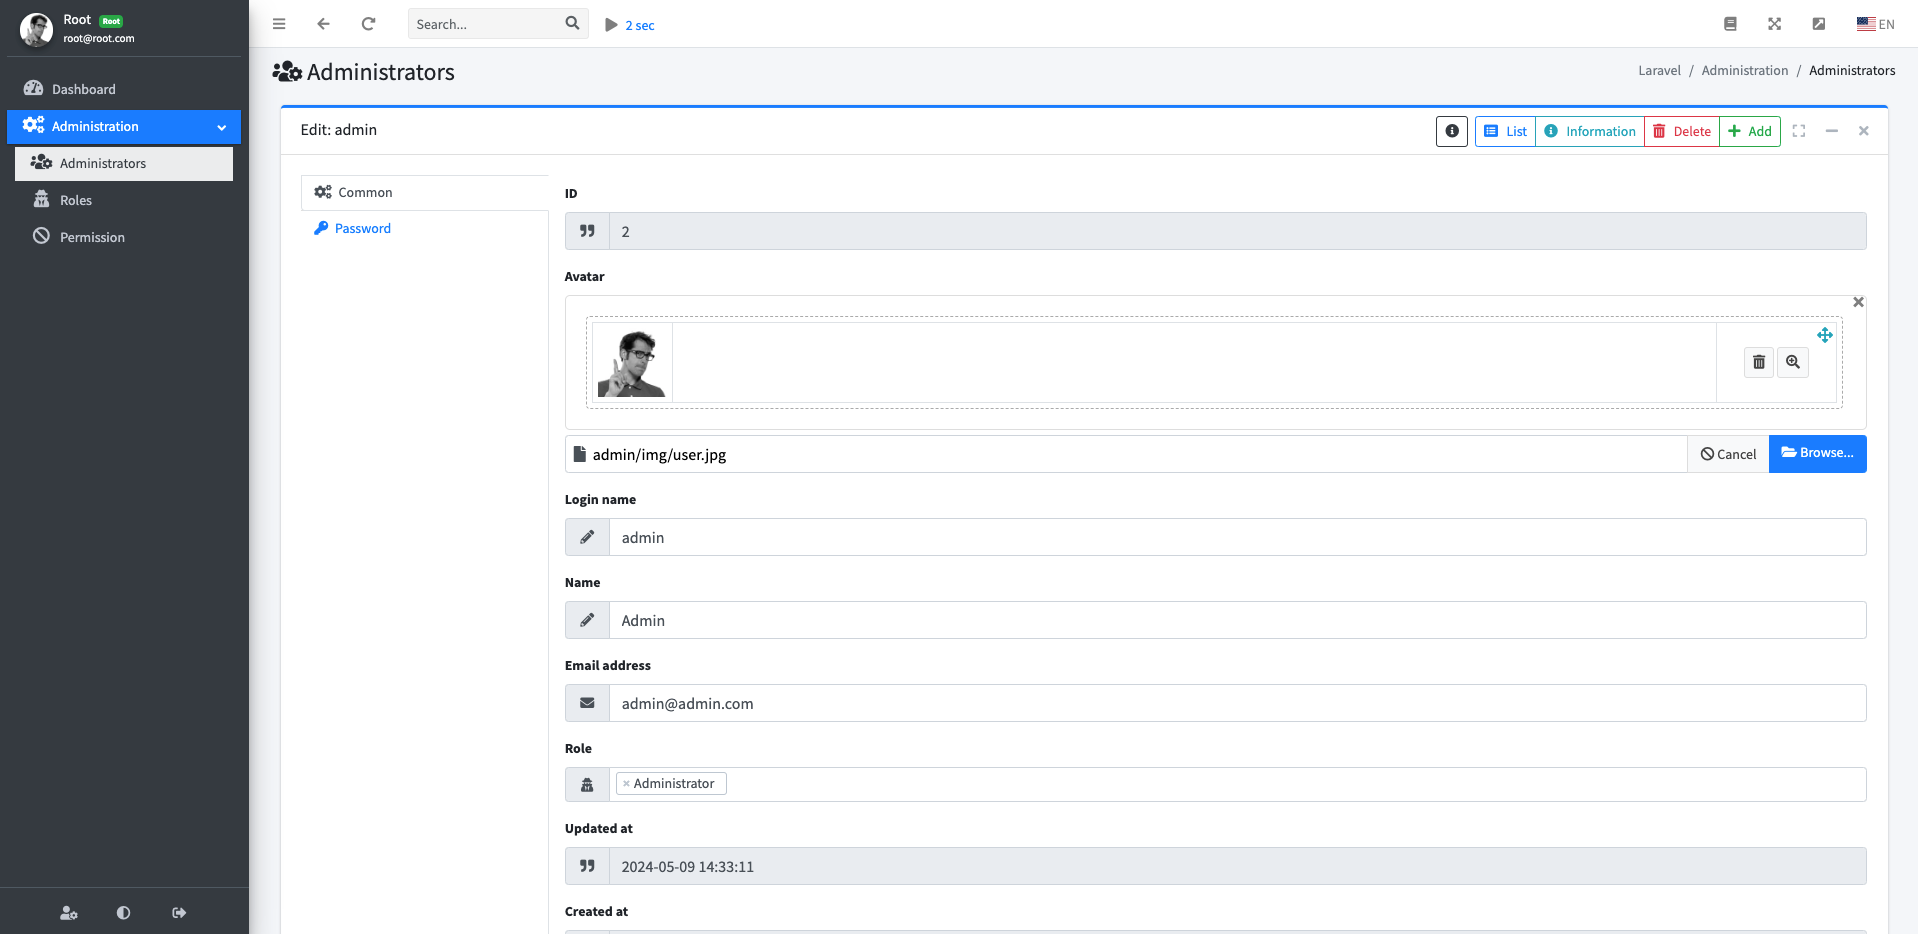 Root Root
root@root.com
Search...
2 sec
EN
Dashboard
Administration
Administrators
Roles
Permission
Administrators
Laravel / Administration / Administrators
Edit: admin
List
Information
Delete
Add
Common
Password
ID
2
Avatar
admin/img/user.jpg
Cancel
Browse...
Login name
admin
Name
Admin
Email address
admin@admin.com
Role
× Administrator
Updated at
2024-05-09 14:33:11
Created at